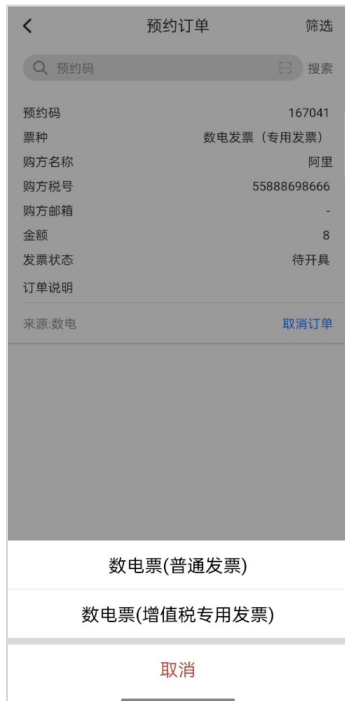 预约订单 筛选
预约码 搜索
预约码 167041
票种 数电发票（专用发票）
购方名称 阿里
购方税号 55888698666
购方邮箱 -
金额 8
发票状态 待开具
订单说明
来源:数电 取消订单
数电票(普通发票)
数电票(增值税专用发票)
取消